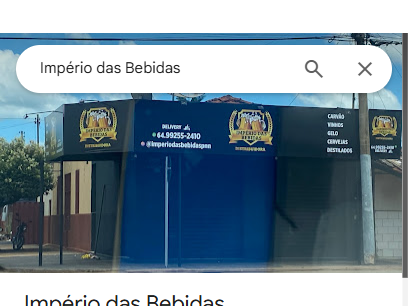 Império das Bebidas
IMPÉRIO DAS
BEBIDAS
DISTRIBUIDORA
DELIVERY
64.99255-2410
@imperiodasbebidaspon
IMPÉRIO DAS
BEBIDAS
DISTRIBUIDORA
CARVÃO
VINHOS
GELO
CERVEJAS
DESTILADOS
IMPÉRIO DAS
BEBIDAS
Império das Bebidas